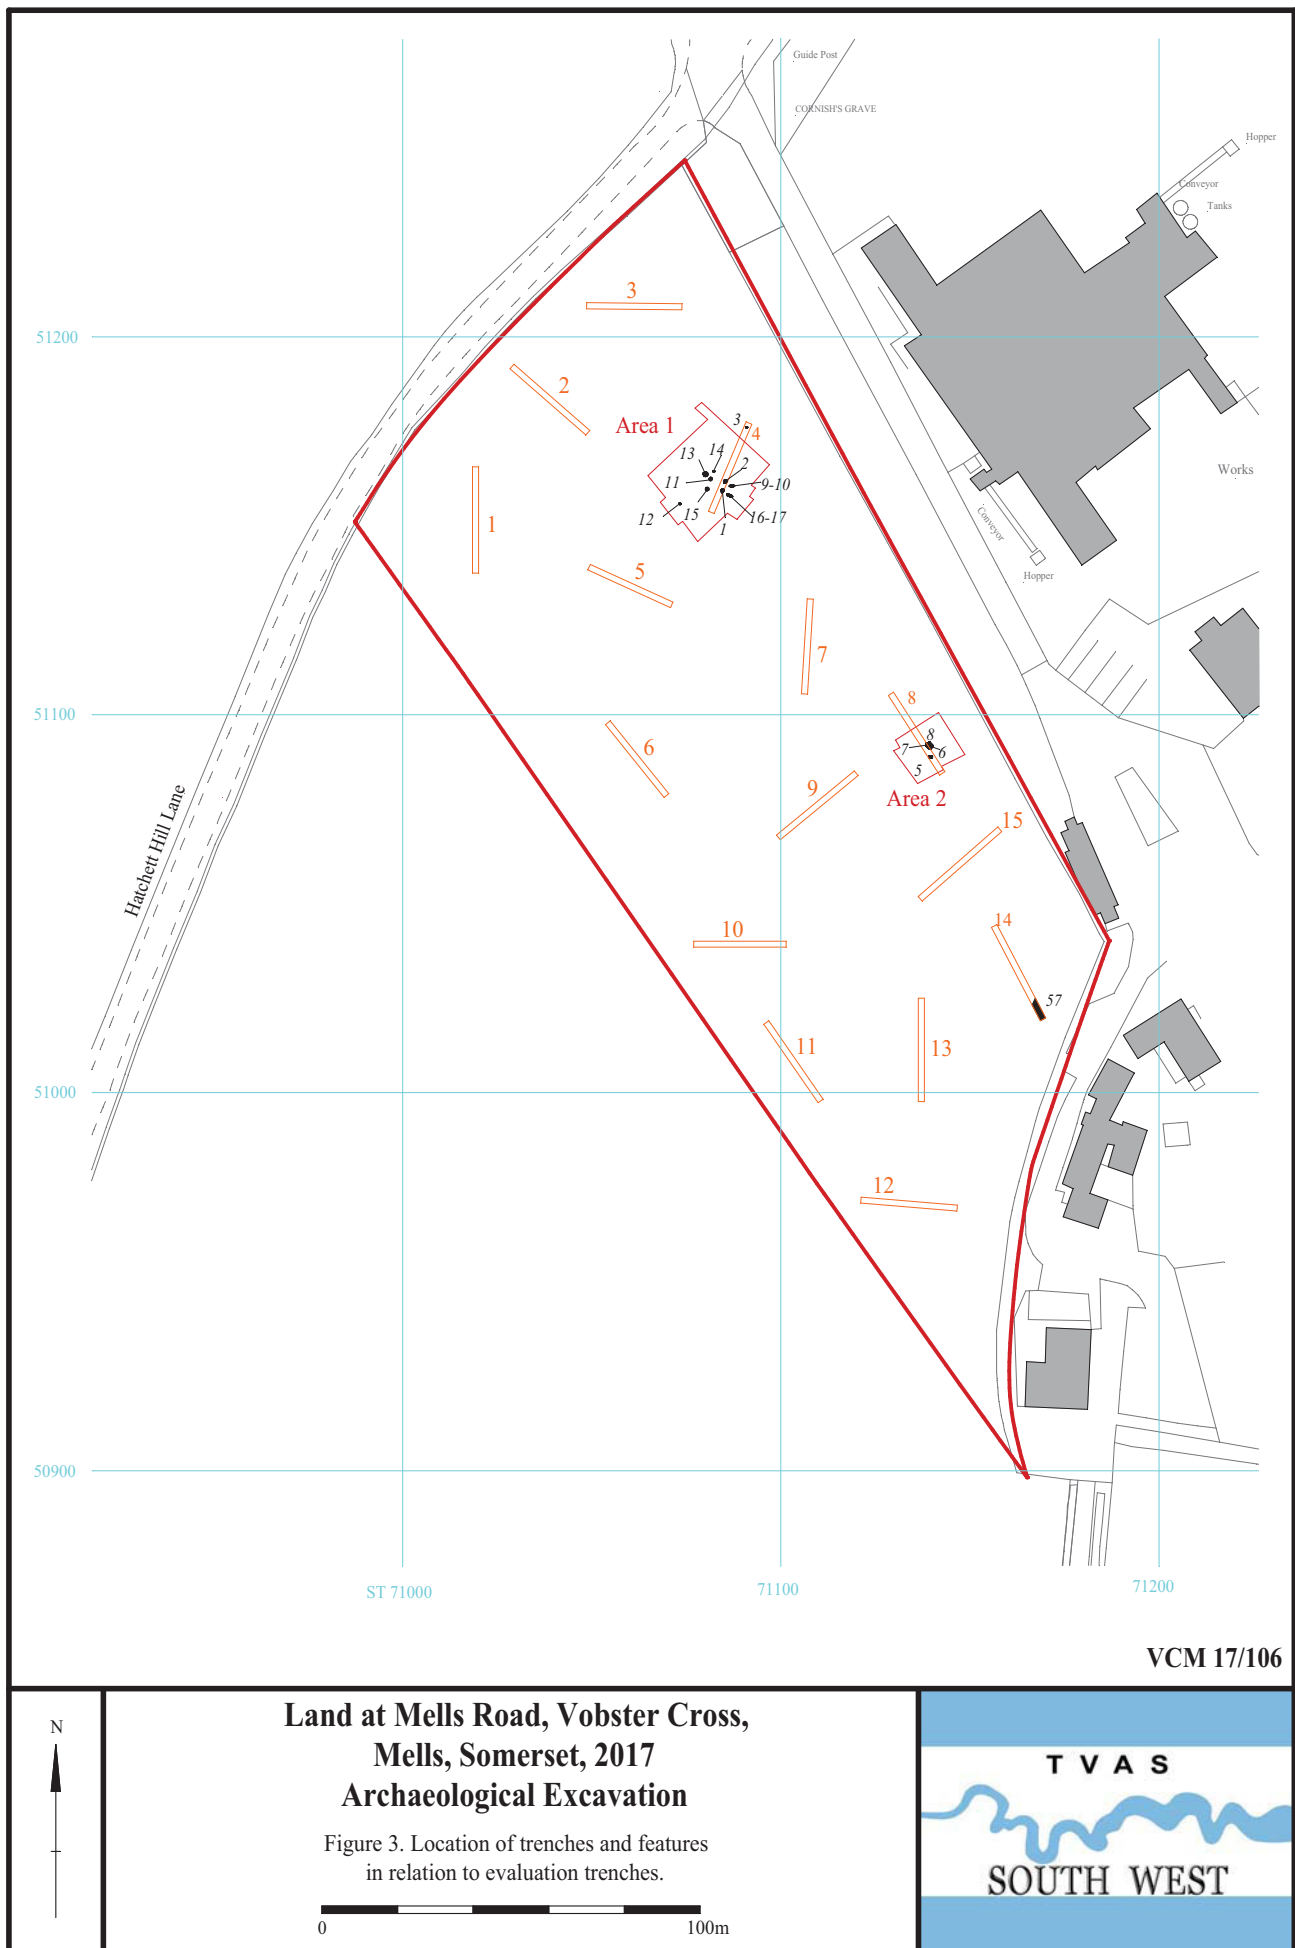 Guide Post
CORNISH'S GRAVE
Hopper
Conveyor
Tanks
3
51200
2
Area 1
3
4
14
13
2
11
9-10
15
16-17
12
1
1
Works
Conveyor
Hopper
5
7
8
51100
8
7
6
5
6
Area 2
9
15
Hatchett Hill Lane
10
14
57
11
13
51000
12
50900
ST 71000
71100
71200
VCM 17/106
N
Land at Mells Road, Vobster Cross,
Mells, Somerset, 2017
Archaeological Excavation
Figure 3. Location of trenches and features
in relation to evaluation trenches.
0
100m
TVAS
SOUTH WEST